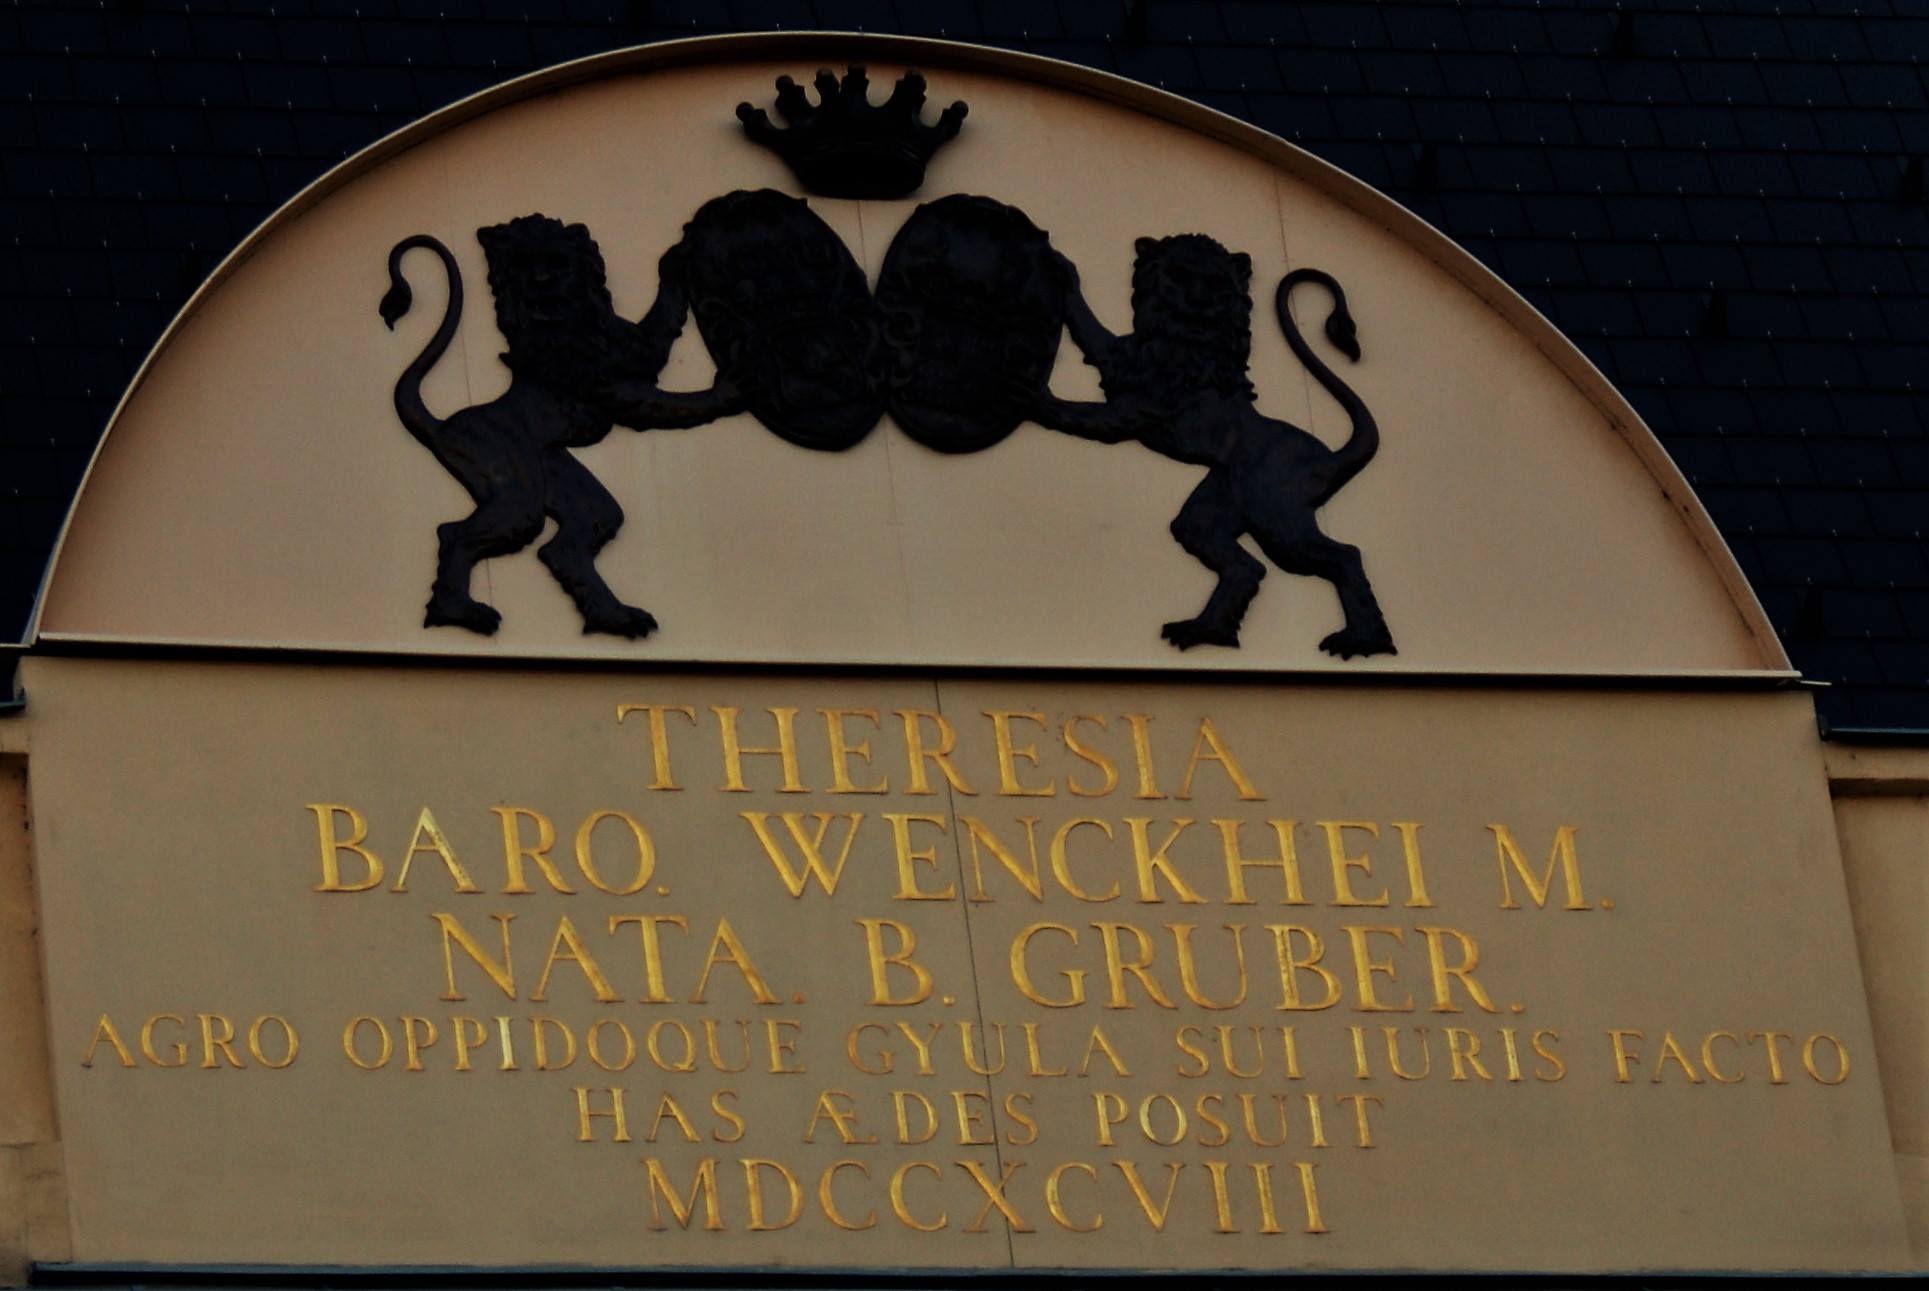 THERESIA
BARO. WENCKHEI M.
NATA. B. GRUBER.
AGRO OPPIDOQUE GYULA SUI IURIS FACTO
HAS ÆDES POSUIT
MDCCXCVIII